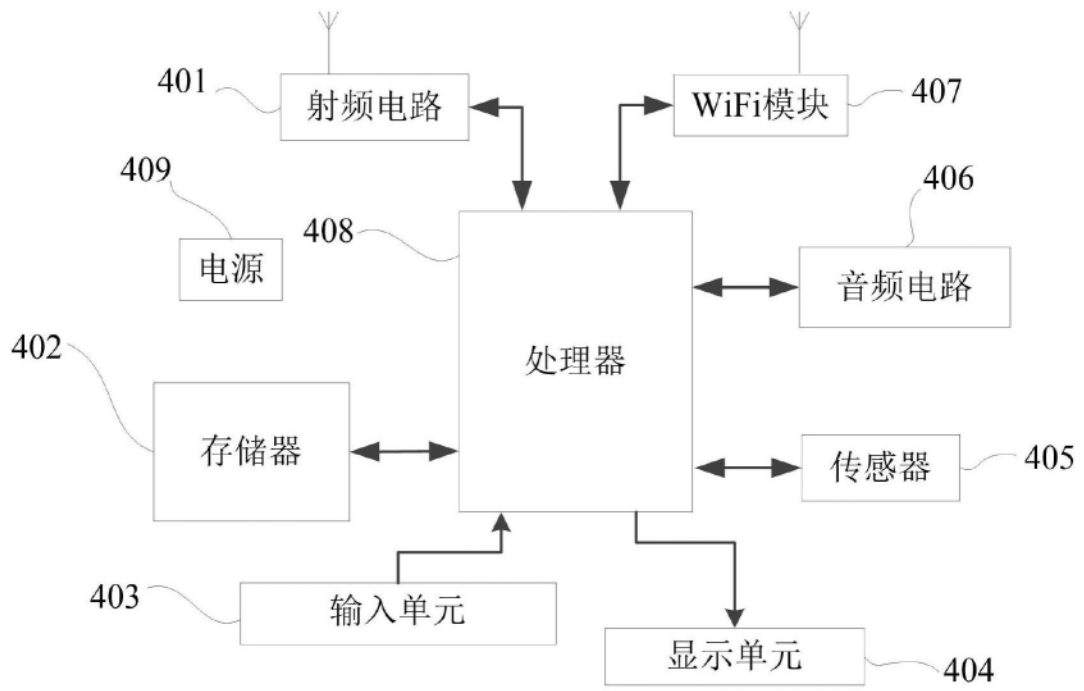 401
射频电路
WiFi模块
407
409
电源
408
406
音频电路
处理器
402
存储器
传感器
405
403
输入单元
显示单元
404